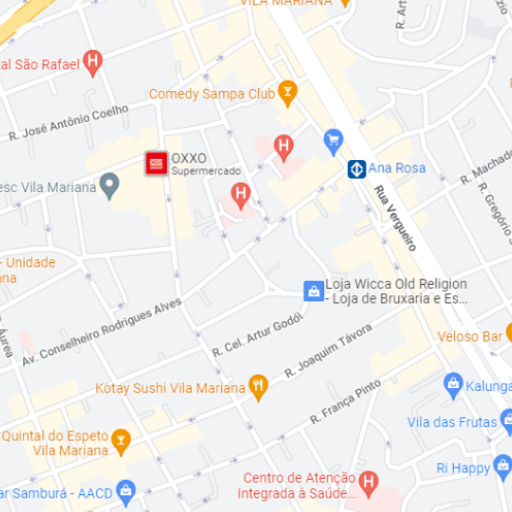 VILA MARIANA
al São Rafael
Comedy Sampa Club
R. José Antônio Coelho
OXXO
Supermercado
Ana Rosa
R. Machado
esc Vila Mariana
Rua Vergueiro
R. Gregório S
- Unidade
ana
Loja Wicca Old Religion
- Loja de Bruxaria e Es...
Av. Conselheiro Rodrigues Alves
R. Cel. Artur Godói
Áurea
R. Joaquim Távora
Veloso Bar
Kotay Sushi Vila Mariana
Kalunga
R. França Pinto
Vila das Frutas
Quintal do Espeto
Vila Mariana
Ri Happy
Centro de Atenção
Integrada à Saúde...
ar Samburá - AACD